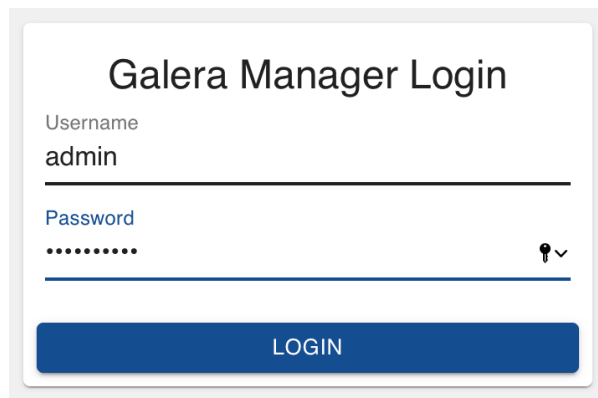 Galera Manager Login
Username
admin
Password
••••••••••
LOGIN